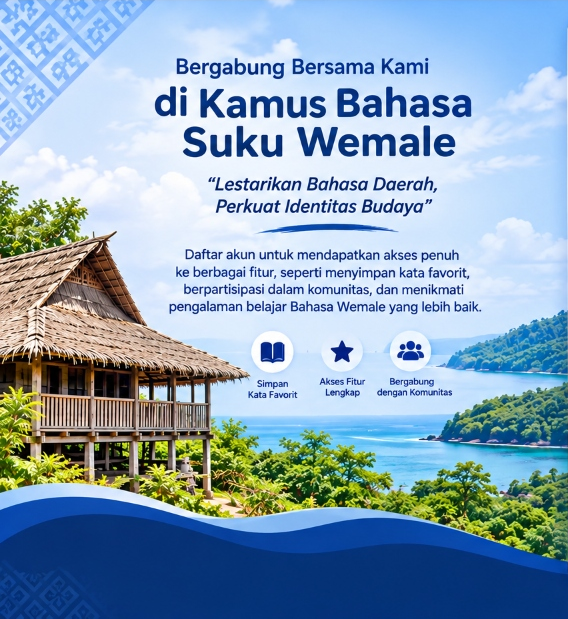 Bergabung Bersama Kami
di Kamus Bahasa
Suku Wemale
“Lestarikan Bahasa Daerah,
Perkuat Identitas Budaya”
Daftar akun untuk mendapatkan akses penuh
ke berbagai fitur, seperti menyimpan kata favorit,
berpartisipasi dalam komunitas, dan menikmati
pengalaman belajar Bahasa Wemale yang lebih baik.
Simpan
Kata Favorit
Akses Fitur
Lengkap
Bergabung
dengan Komunitas